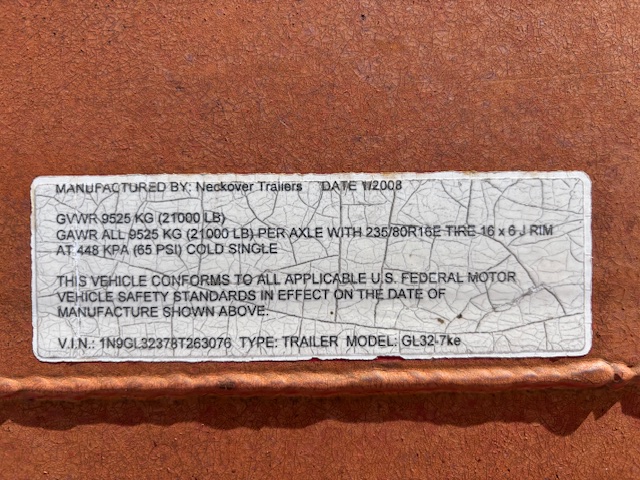 MANUFACTURED BY: Neckover Trailers DATE 1/2008
GVWR 9525 KG (21000 LB)
GAWR ALL 9525 KG (21000 LB) PER AXLE WITH 235/80R16E TIRE 16 x 6 J RIM
AT 448 KPA (65 PSI) COLD SINGLE
THIS VEHICLE CONFORMS TO ALL APPLICABLE U.S. FEDERAL MOTOR
VEHICLE SAFETY STANDARDS IN EFFECT ON THE DATE OF
MANUFACTURE SHOWN ABOVE.
V.I.N.: 1N9GL32378T263076 TYPE: TRAILER MODEL: GL32-7ke